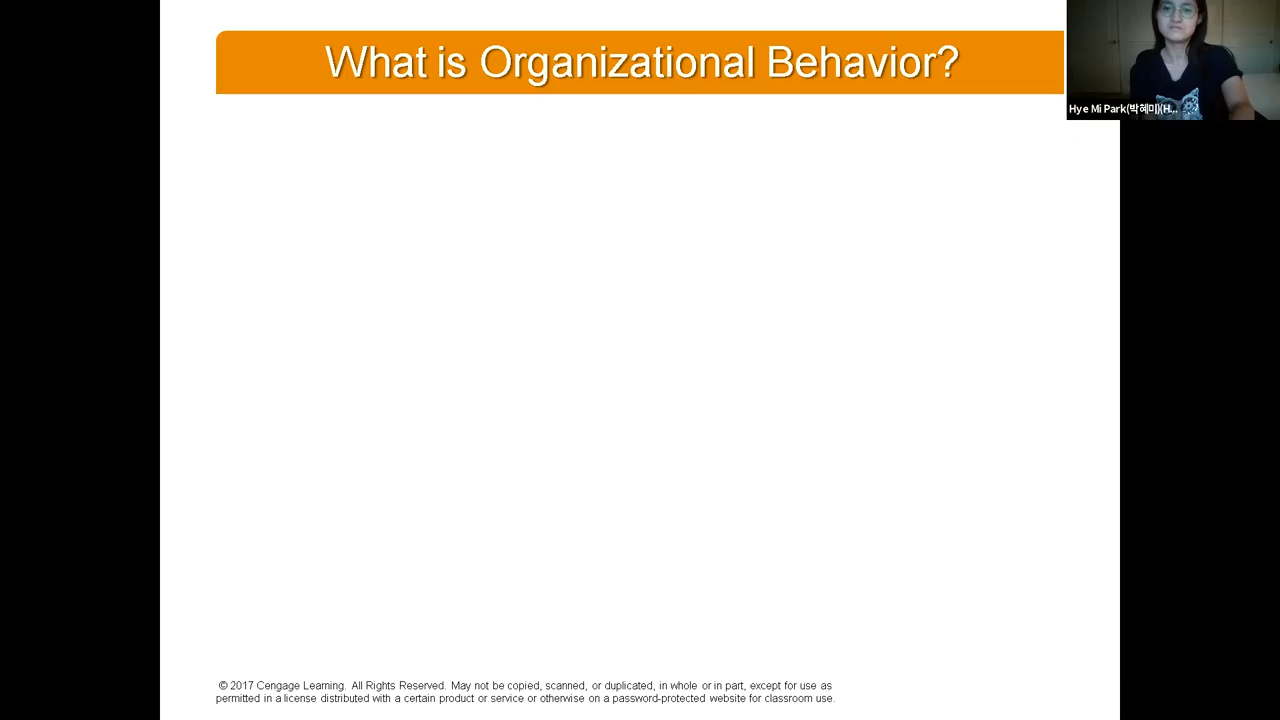 What is Organizational Behavior?
Hye Mi Park(박혜미)(H...
© 2017 Cengage Learning. All Rights Reserved. May not be copied, scanned, or duplicated, in whole or in part, except for use as
permitted in a license distributed with a certain product or service or otherwise on a password-protected website for classroom use.